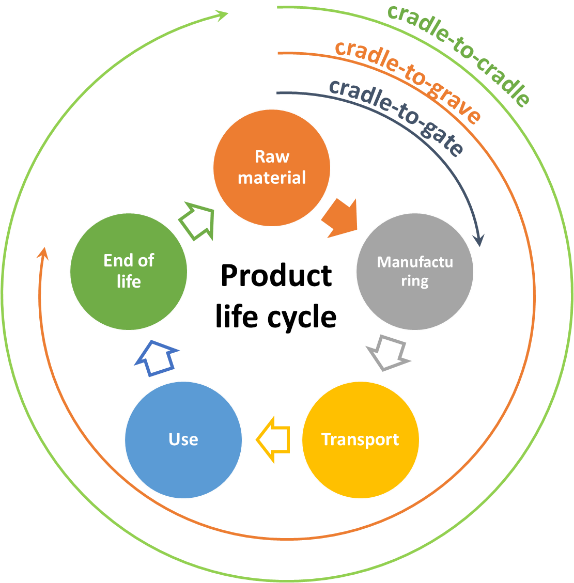 cradle-to-cradle
cradle-to-grave
cradle-to-gate
Raw
material
Manufactu
ring
Transport
Use
End of
life
Product
life cycle